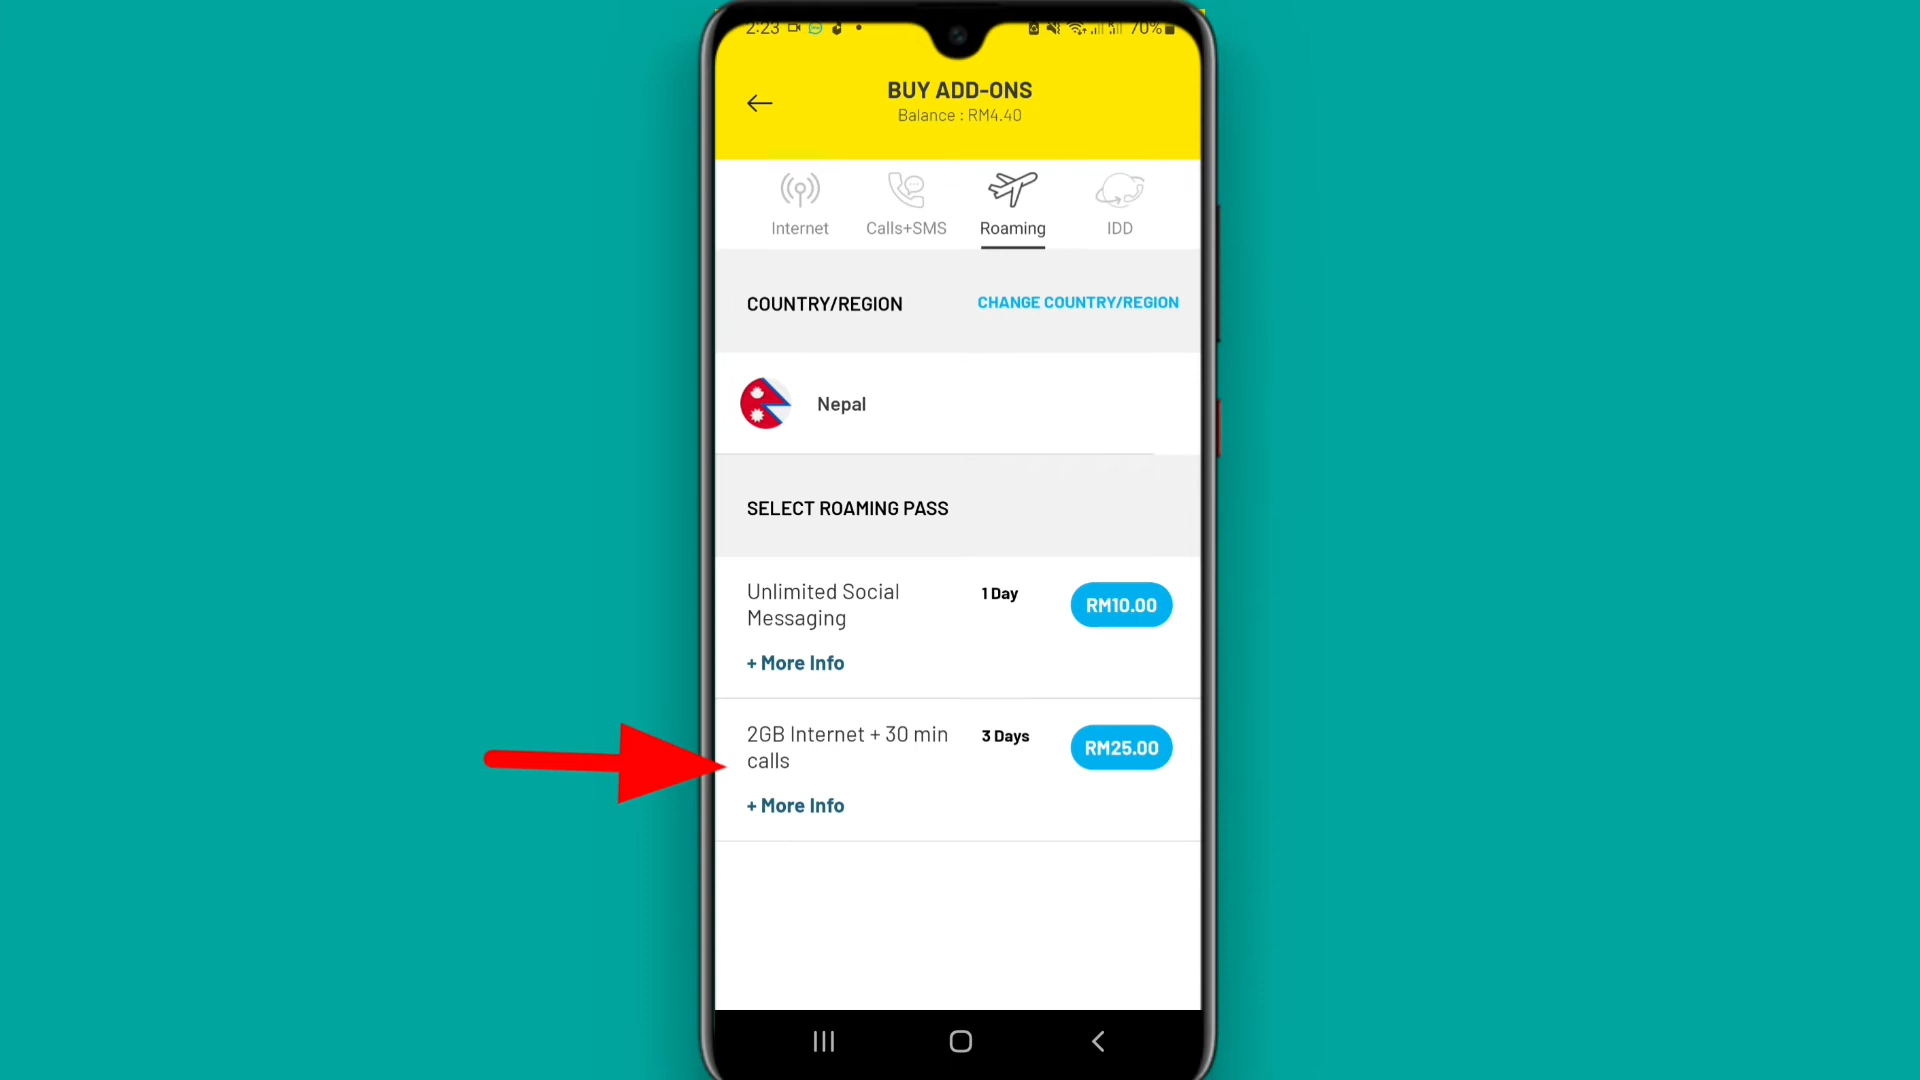 2:23 70%
BUY ADD-ONS
Balance : RM4.40
Internet Calls+SMS Roaming IDD
COUNTRY/REGION CHANGE COUNTRY/REGION
Nepal
SELECT ROAMING PASS
Unlimited Social 1 Day RM10.00
Messaging
+ More Info
2GB Internet + 30 min 3 Days RM25.00
calls
+ More Info